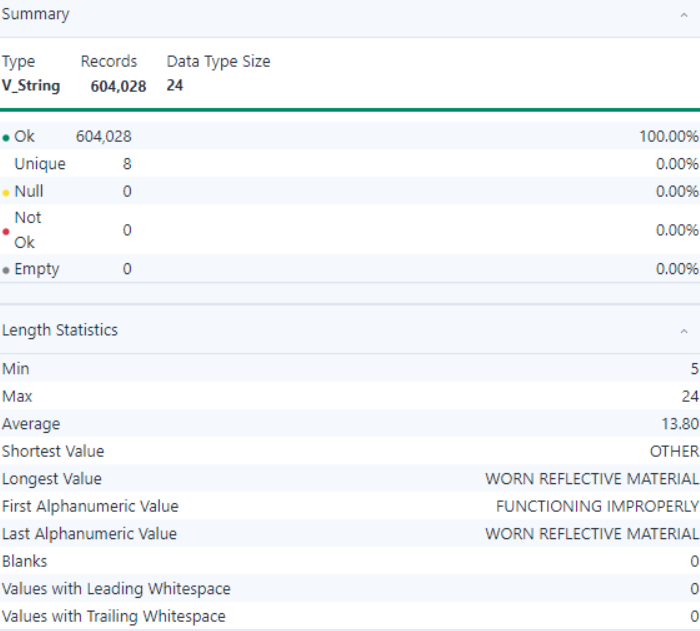 Summary
Type Records Data Type Size
V_String 604,028 24
Ok 604,028 100.00%
Unique 8 0.00%
Null 0 0.00%
Not
Ok 0 0.00%
Empty 0 0.00%
Length Statistics
Min 5
Max 24
Average 13.80
Shortest Value OTHER
Longest Value WORN REFLECTIVE MATERIAL
First Alphanumeric Value FUNCTIONING IMPROPERLY
Last Alphanumeric Value WORN REFLECTIVE MATERIAL
Blanks 0
Values with Leading Whitespace 0
Values with Trailing Whitespace 0